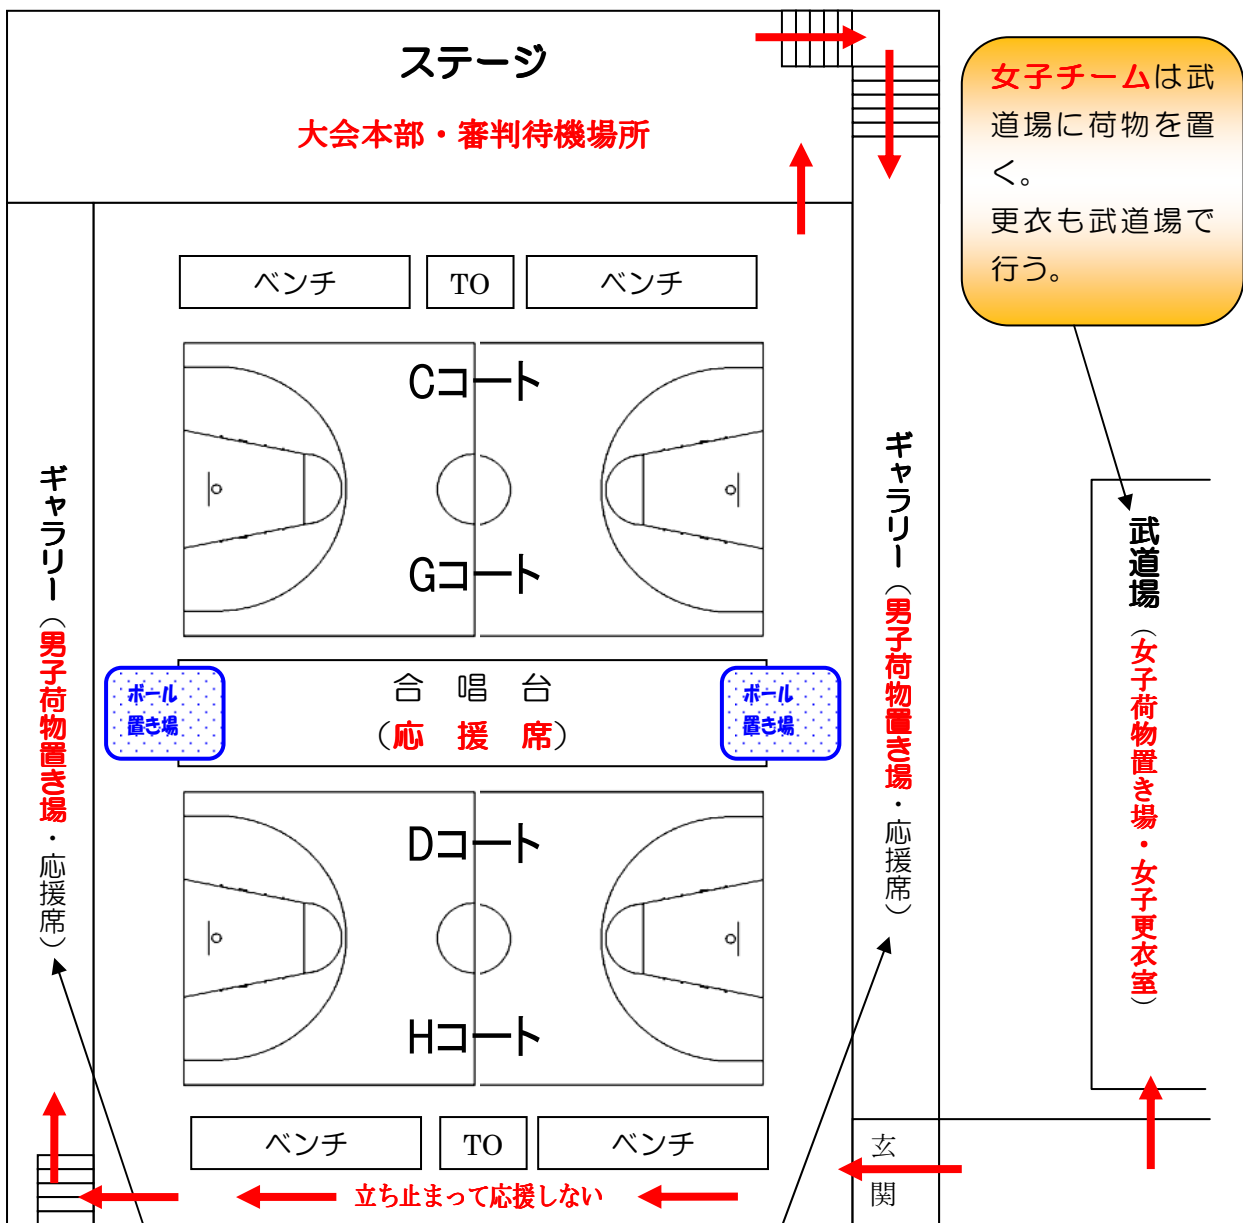 ステージ
大会本部・審判待機場所
女子チームは武
道場に荷物を置
く。
更衣も武道場で
行う。
ベンチ
TO
ベンチ
Cコート
Gコート
ギャラリー（男子荷物置き場・応援席）
ボール
置き場
合唱台
（応援席）
ボール
置き場
ギャラリー（男子荷物置き場・応援席）
武道場（女子荷物置き場・女子更衣室）
Dコート
Hコート
ベンチ
TO
ベンチ
玄
関
立ち止まって応援しない